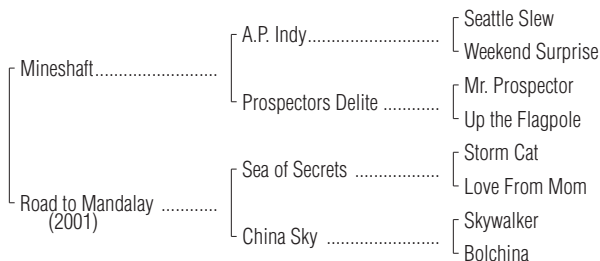 Seattle Slew
A.P. Indy
Weekend Surprise
Mineshaft
Mr. Prospector
Prospectors Delite
Up the Flagpole
Storm Cat
Sea of Secrets
Love From Mom
Road to Mandalay
(2001)
Skywalker
China Sky
Bolchina